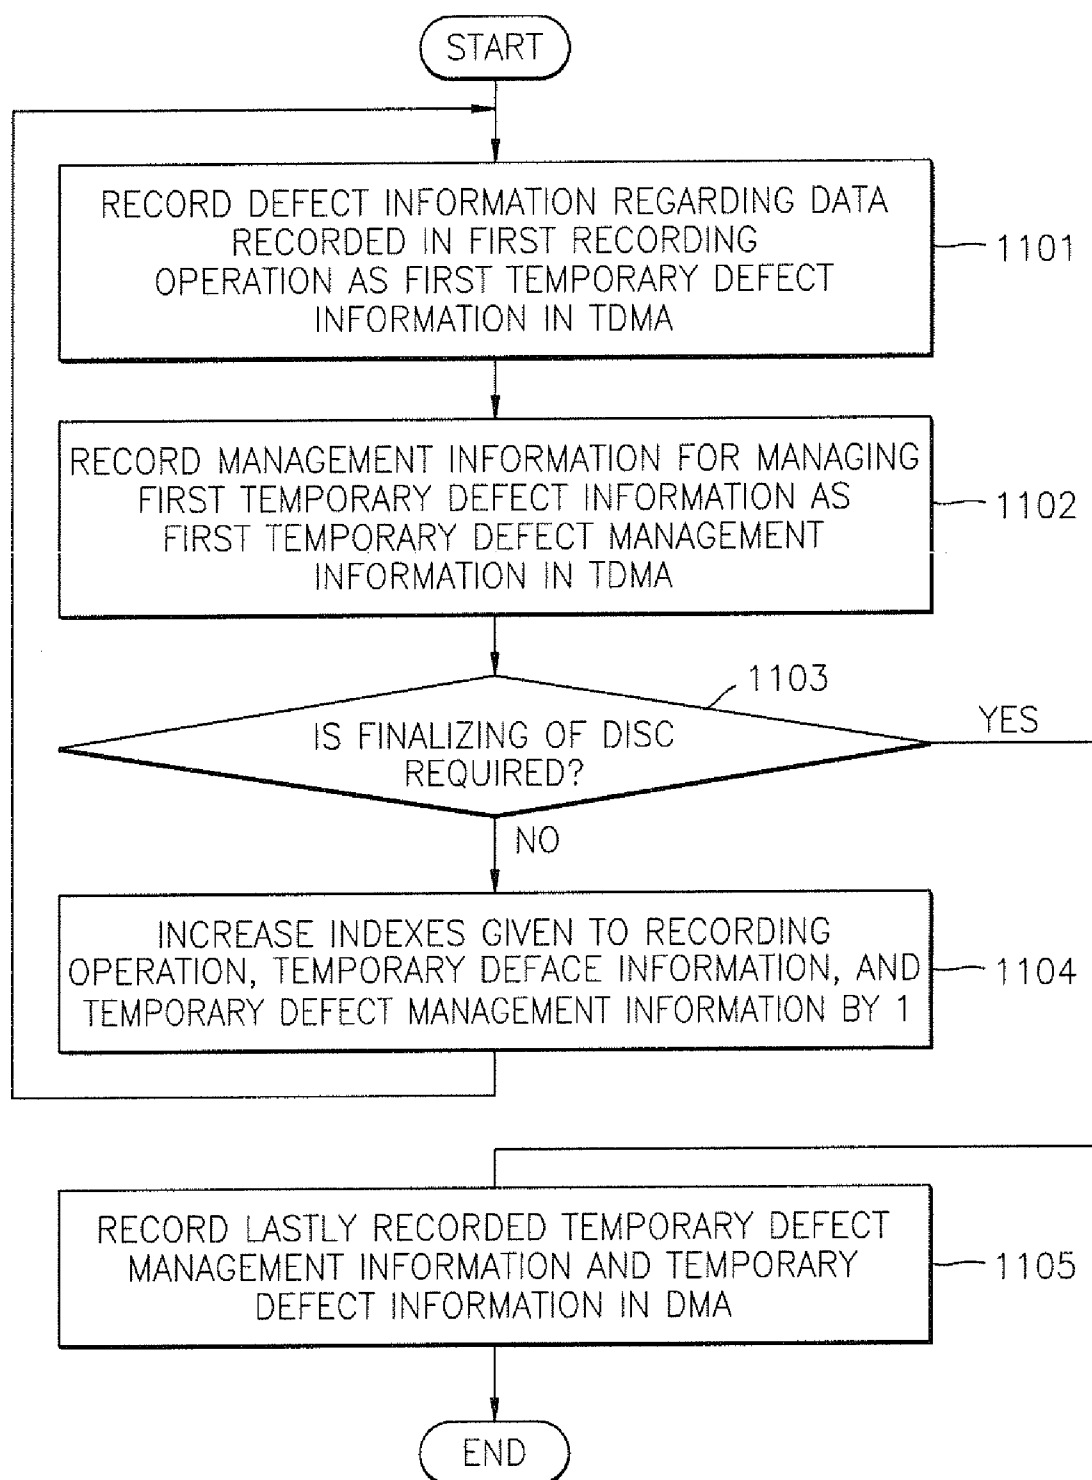 START
RECORD DEFECT INFORMATION REGARDING DATA
RECORDED IN FIRST RECORDING
OPERATION AS FIRST TEMPORARY DEFECT
INFORMATION IN TDMA
1101
RECORD MANAGEMENT INFORMATION FOR MANAGING
FIRST TEMPORARY DEFECT INFORMATION AS
FIRST TEMPORARY DEFECT MANAGEMENT
INFORMATION IN TDMA
1102
1103
IS FINALIZING OF DISC
REQUIRED?
YES
NO
INCREASE INDEXES GIVEN TO RECORDING
OPERATION, TEMPORARY DEFACE INFORMATION, AND
TEMPORARY DEFECT MANAGEMENT INFORMATION BY 1
1104
RECORD LASTLY RECORDED TEMPORARY DEFECT
MANAGEMENT INFORMATION AND TEMPORARY
DEFECT INFORMATION IN DMA
1105
END